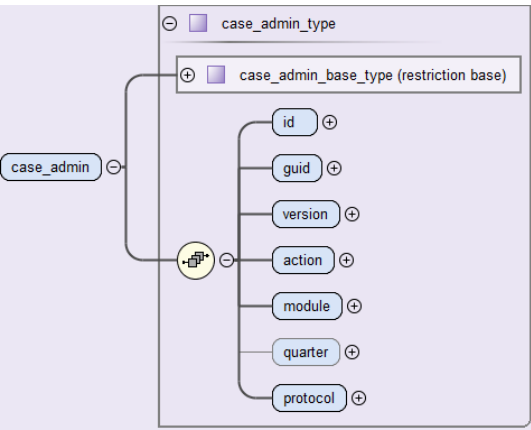 case_admin_type
case_admin_base_type (restriction base)
id
guid
case_admin
version
action
module
quarter
protocol